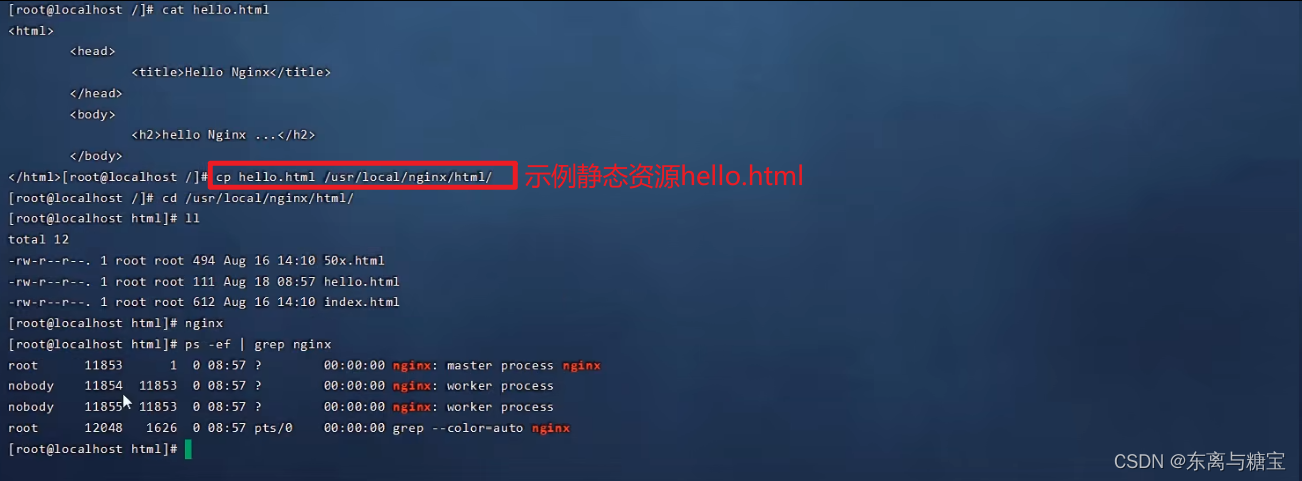 [root@localhost /]# cat hello.html
<html>
<head>
<title>Hello Nginx</title>
</head>
<body>
<h2>hello Nginx ...</h2>
</body>
</html>[root@localhost /]# cp hello.html /usr/local/nginx/html/ 示例静态资源hello.html
[root@localhost /]# cd /usr/local/nginx/html/
[root@localhost html]# ll
total 12
-rw-r--r--. 1 root root 494 Aug 16 14:10 50x.html
-rw-r--r--. 1 root root 111 Aug 18 08:57 hello.html
-rw-r--r--. 1 root root 612 Aug 16 14:10 index.html
[root@localhost html]# nginx
[root@localhost html]# ps -ef | grep nginx
root 11853 1 0 08:57 ? 00:00:00 nginx: master process nginx
nobody 11854 11853 0 08:57 ? 00:00:00 nginx: worker process
nobody 11855 11853 0 08:57 ? 00:00:00 nginx: worker process
root 12048 1626 0 08:57 pts/0 00:00:00 grep --color=auto nginx
[root@localhost html]#
CSDN @东离与糖宝